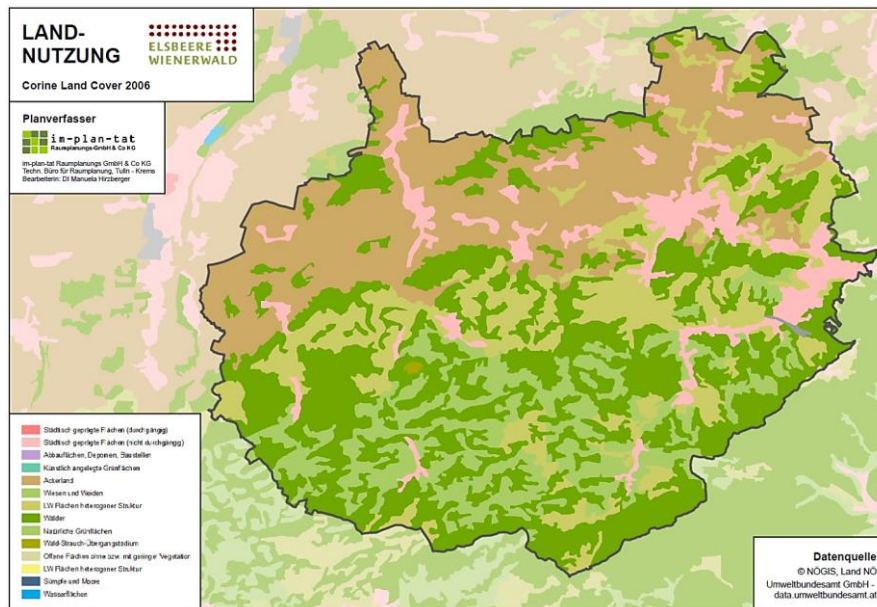 LAND-
NUTZUNG
ELSBEERE
WIENERWALD
Corine Land Cover 2006
Planverfasser
im-plan-tat
Raumplanungs-GmbH & Co KG
im-plan-tat Raumplanungs GmbH & Co KG
Techn. Büro für Raumplanung, Tulln - Krems
Bearbeiterin: DI Manuela Hirzberger
Städtisch geprägte Flächen (durchgängig)
Städtisch geprägte Flächen (nicht durchgängig)
Abbauflächen, Deponien, Baustellen
Künstlich angelegte Grünflächen
Ackerland
Wiesen und Weiden
LW Flächen heterogener Struktur
Wälder
Natürliche Grünflächen
Wald-Strauch-Übergangsstadium
Offene Flächen ohne bzw. mit geringer Vegetation
LW Flächen heterogener Struktur
Sümpfe und Moore
Wasserflächen
Datenquelle
© NÖGIS, Land NÖ
Umweltbundesamt GmbH -
data.umweltbundesamt.at